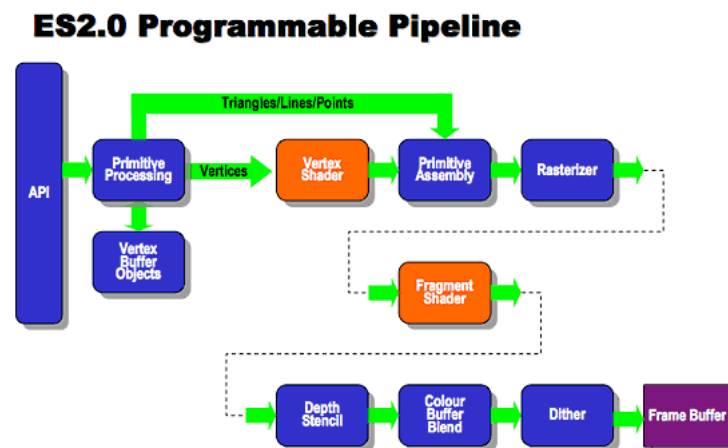 ES2.0 Programmable Pipeline
Triangles/Lines/Points
API
Primitive
Processing
Vertices
Vertex
Shader
Primitive
Assembly
Rasterizer
Vertex
Buffer
Objects
Fragment
Shader
Depth
Stencil
Colour
Buffer
Blend
Dither
Frame Buffer